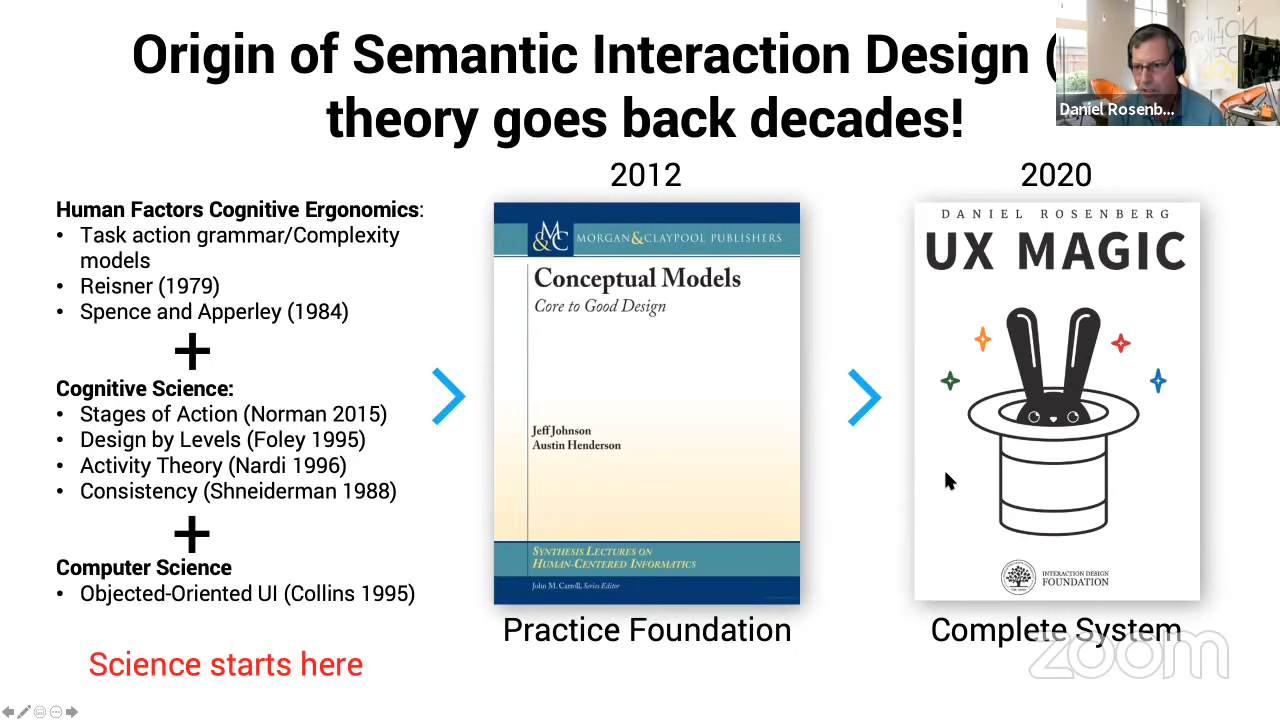 Origin of Semantic Interaction Design (
theory goes back decades!
Daniel Rosenb...
2012
2020
Human Factors Cognitive Ergonomics:
• Task action grammar/Complexity
models
• Reisner (1979)
• Spence and Apperley (1984)
+
Cognitive Science:
• Stages of Action (Norman 2015)
• Design by Levels (Foley 1995)
• Activity Theory (Nardi 1996)
• Consistency (Shneiderman 1988)
+
Computer Science
• Objected-Oriented UI (Collins 1995)
Science starts here
M&C MORGAN&CLAYPOOL PUBLISHERS
Conceptual Models
Core to Good Design
Jeff Johnson
Austin Henderson
SYNTHESIS LECTURES ON
HUMAN-CENTERED INFORMATICS
John M. Carroll, Series Editor
Practice Foundation
DANIEL ROSENBERG
UX MAGIC
INTERACTION DESIGN
FOUNDATION
Complete System
zoom